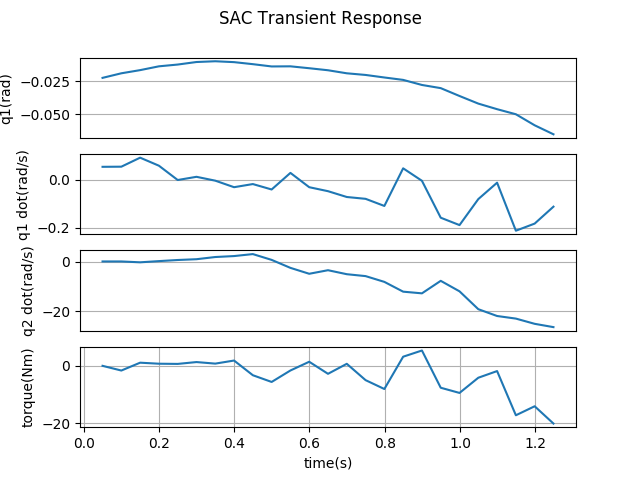 SAC Transient Response
q1(rad)
−0.025
−0.050
q1 dot(rad/s)
0.0
−0.2
q2 dot(rad/s)
0
−20
torque(Nm)
0
−20
0.0 0.2 0.4 0.6 0.8 1.0 1.2
time(s)